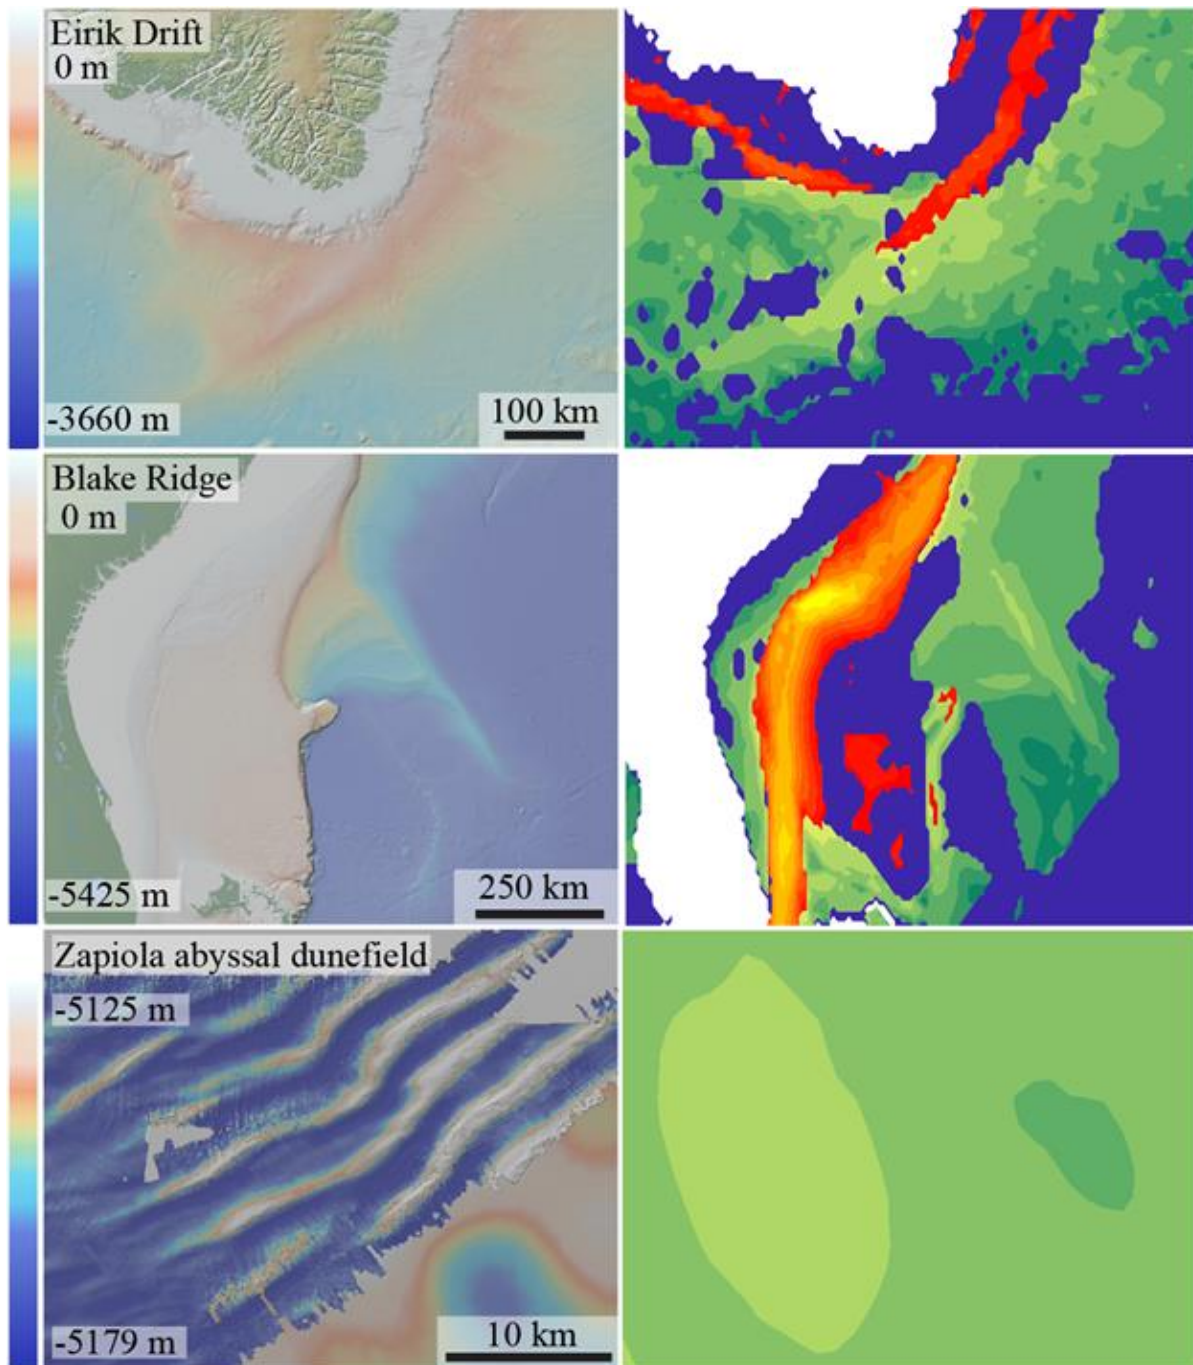 Eirik Drift
0 m
-3660 m
100 km
Blake Ridge
0 m
-5425 m
250 km
Zapiola abyssal dunefield
-5125 m
-5179 m
10 km